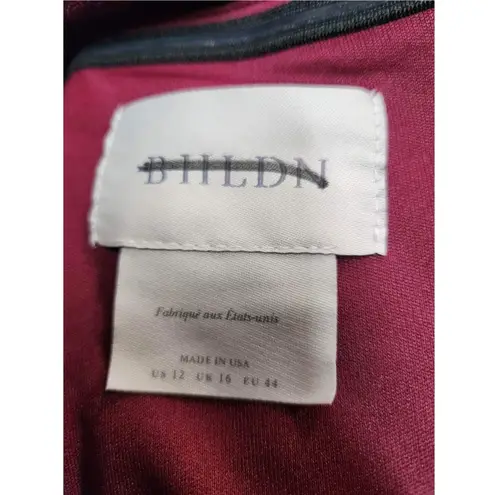 BHLDN
Fabriqué aux États-unis
MADE IN USA
US 12 UK 16 EU 44